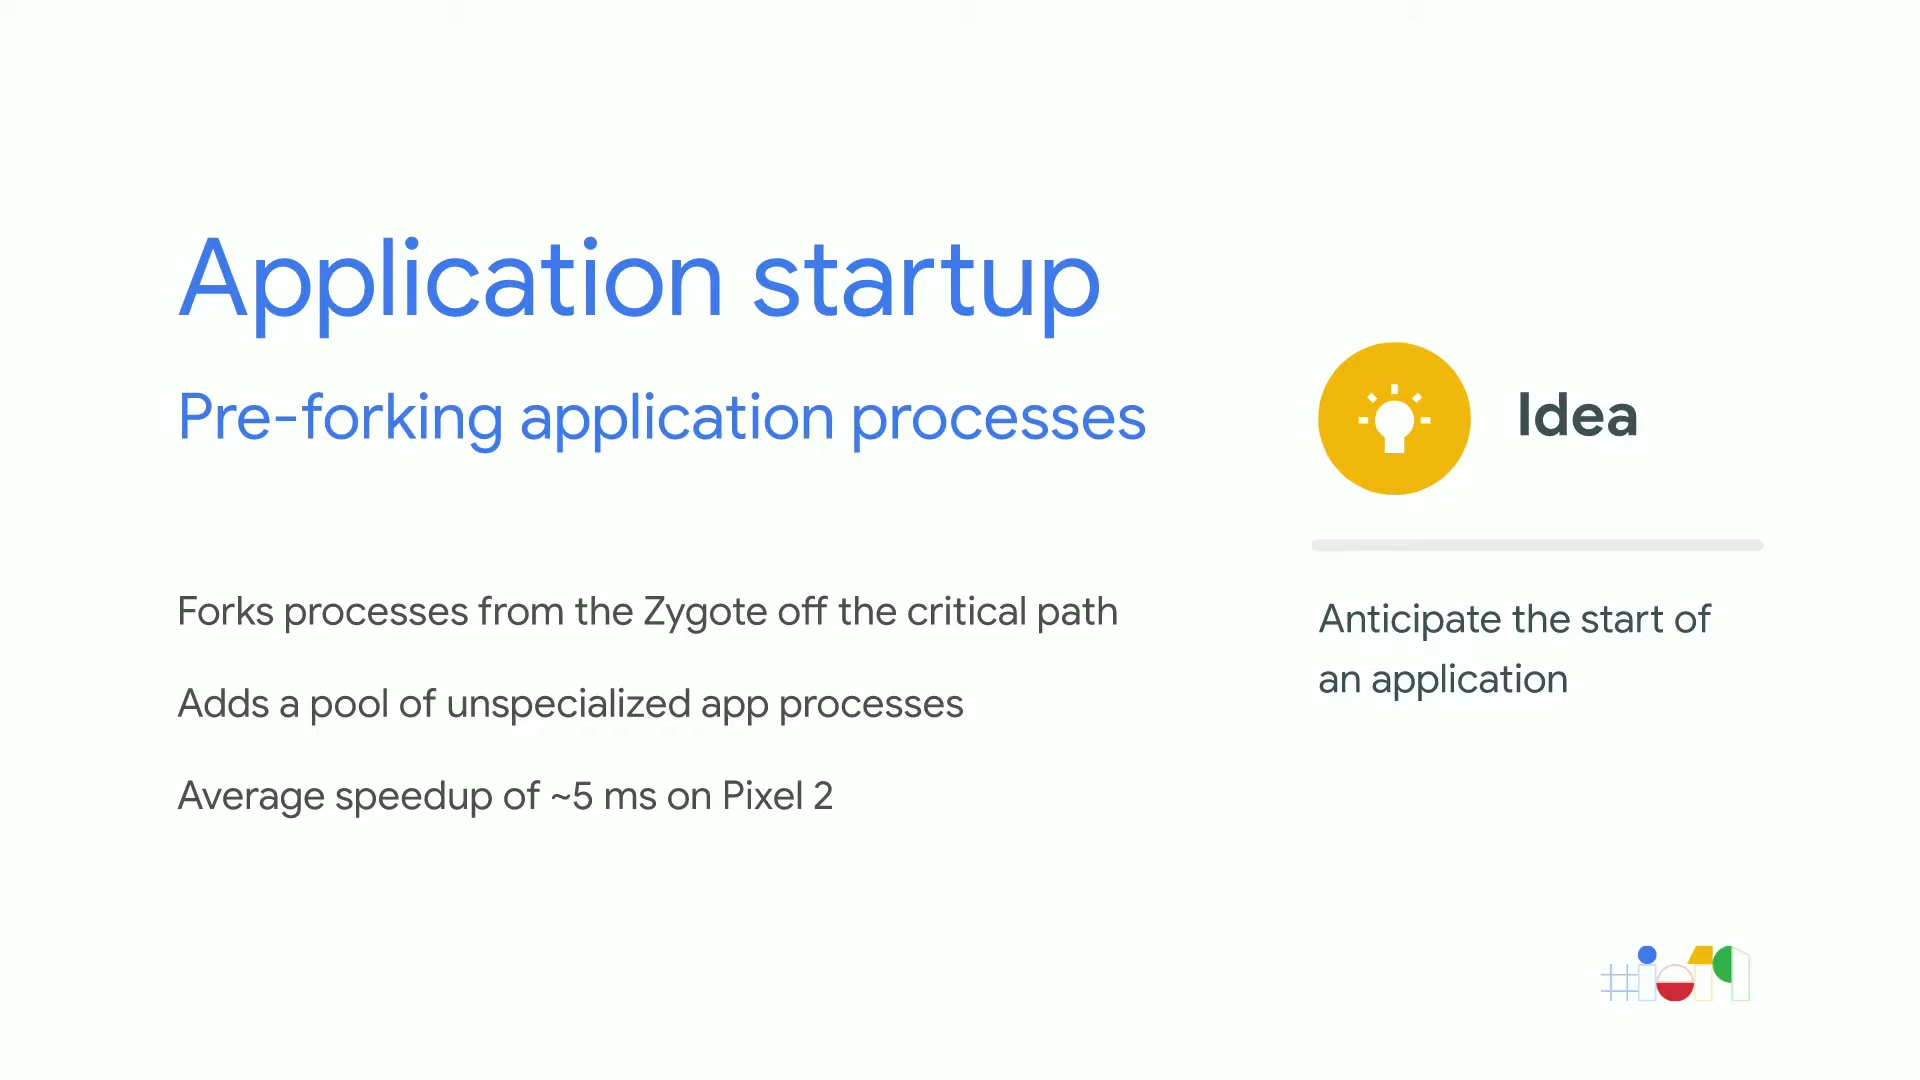 Application startup
Pre-forking application processes
Idea
Forks processes from the Zygote off the critical path
Adds a pool of unspecialized app processes
Average speedup of ~5 ms on Pixel 2
Anticipate the start of
an application
#io19